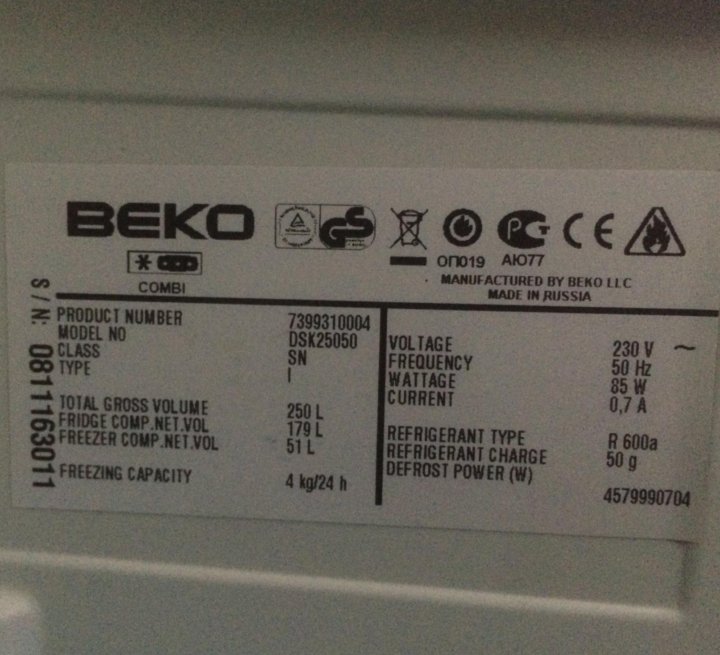 BEKO
COMBI
ОП019 АЮ77
MANUFACTURED BY BEKO LLC
MADE IN RUSSIA
S / N: 0811163011
PRODUCT NUMBER 7399310004
MODEL NO DSK25050
CLASS SN
TYPE I
TOTAL GROSS VOLUME 250 L
FRIDGE COMP.NET.VOL 179 L
FREEZER COMP.NET.VOL 51 L
FREEZING CAPACITY 4 kg/24 h
VOLTAGE 230 V ~
FREQUENCY 50 Hz
WATTAGE 85 W
CURRENT 0,7 A
REFRIGERANT TYPE R 600a
REFRIGERANT CHARGE 50 g
DEFROST POWER (W)
4579990704